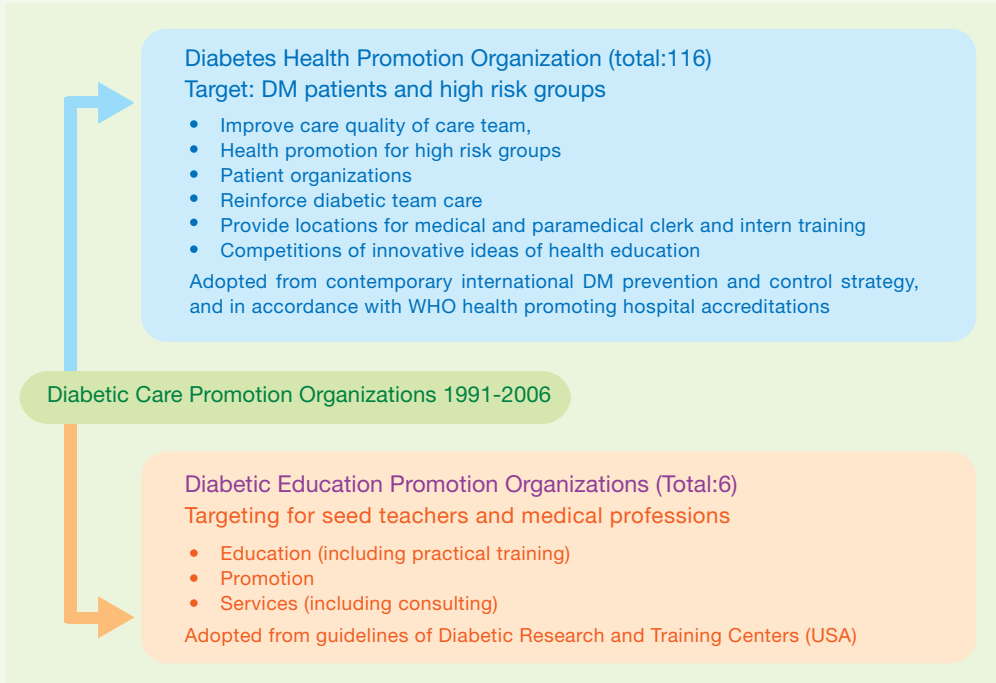 Diabetes Health Promotion Organization (total:116)
Target: DM patients and high risk groups
• Improve care quality of care team,
• Health promotion for high risk groups
• Patient organizations
• Reinforce diabetic team care
• Provide locations for medical and paramedical clerk and intern training
• Competitions of innovative ideas of health education
Adopted from contemporary international DM prevention and control strategy,
and in accordance with WHO health promoting hospital accreditations
Diabetic Care Promotion Organizations 1991-2006
Diabetic Education Promotion Organizations (Total:6)
Targeting for seed teachers and medical professions
• Education (including practical training)
• Promotion
• Services (including consulting)
Adopted from guidelines of Diabetic Research and Training Centers (USA)